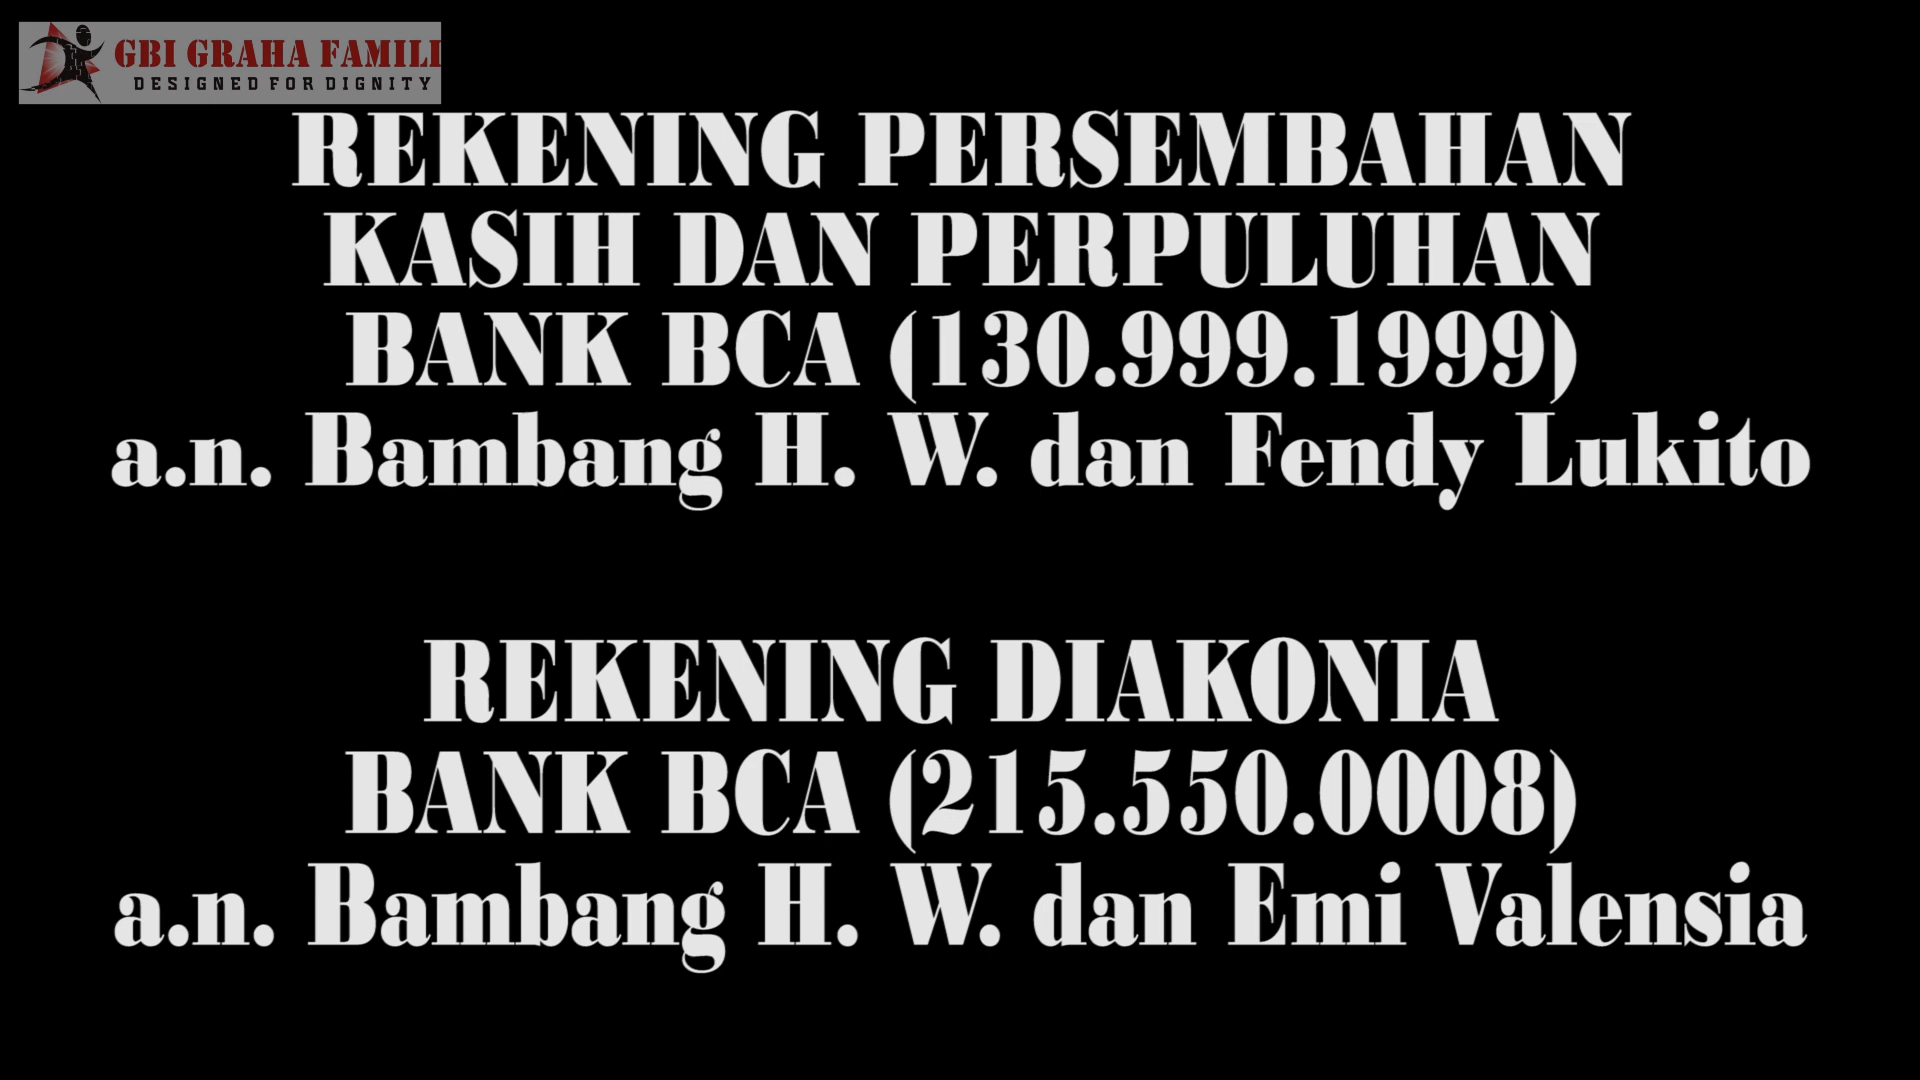 GBI GRAHA FAMILI
DESIGNED FOR DIGNITY
REKENING PERSEMBAHAN
KASIH DAN PERPULUHAN
BANK BCA (130.999.1999)
a.n. Bambang H. W. dan Fendy Lukito
REKENING DIAKONIA
BANK BCA (215.550.0008)
a.n. Bambang H. W. dan Emi Valensia